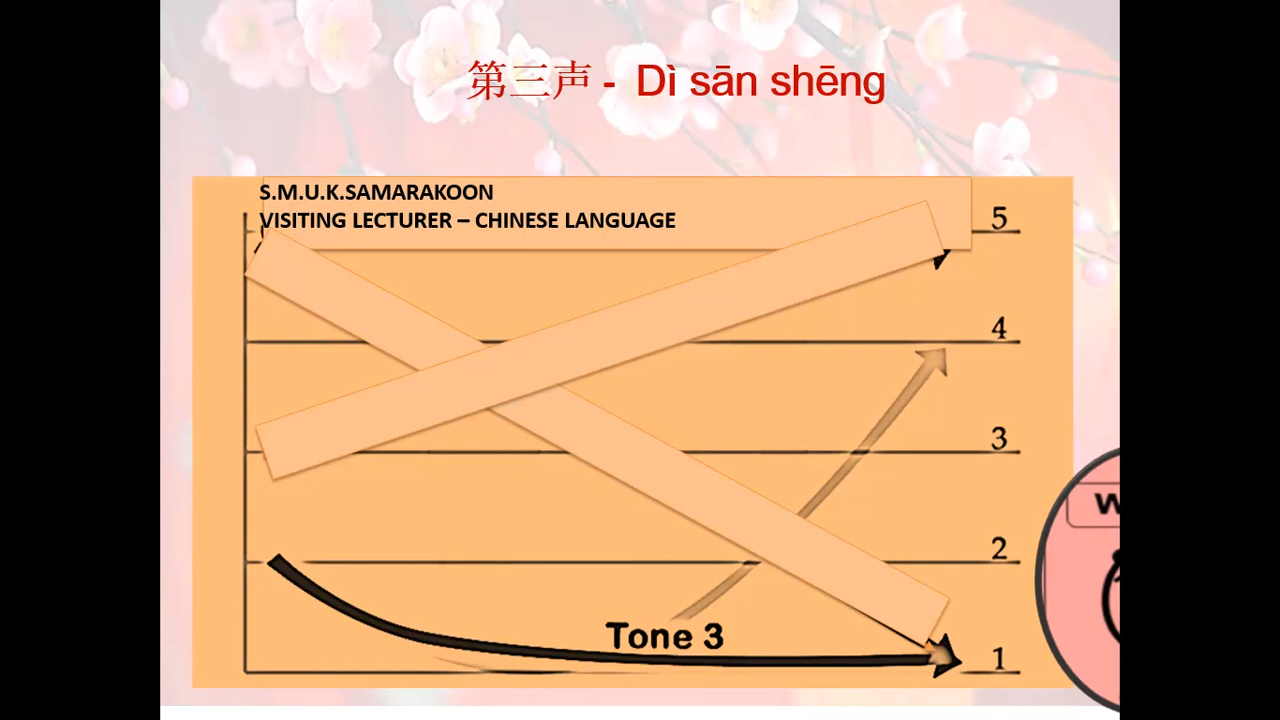 第三声 - Dì sān shēng
S.M.U.K.SAMARAKOON
VISITING LECTURER – CHINESE LANGUAGE
5
4
3
2
Tone 3
1